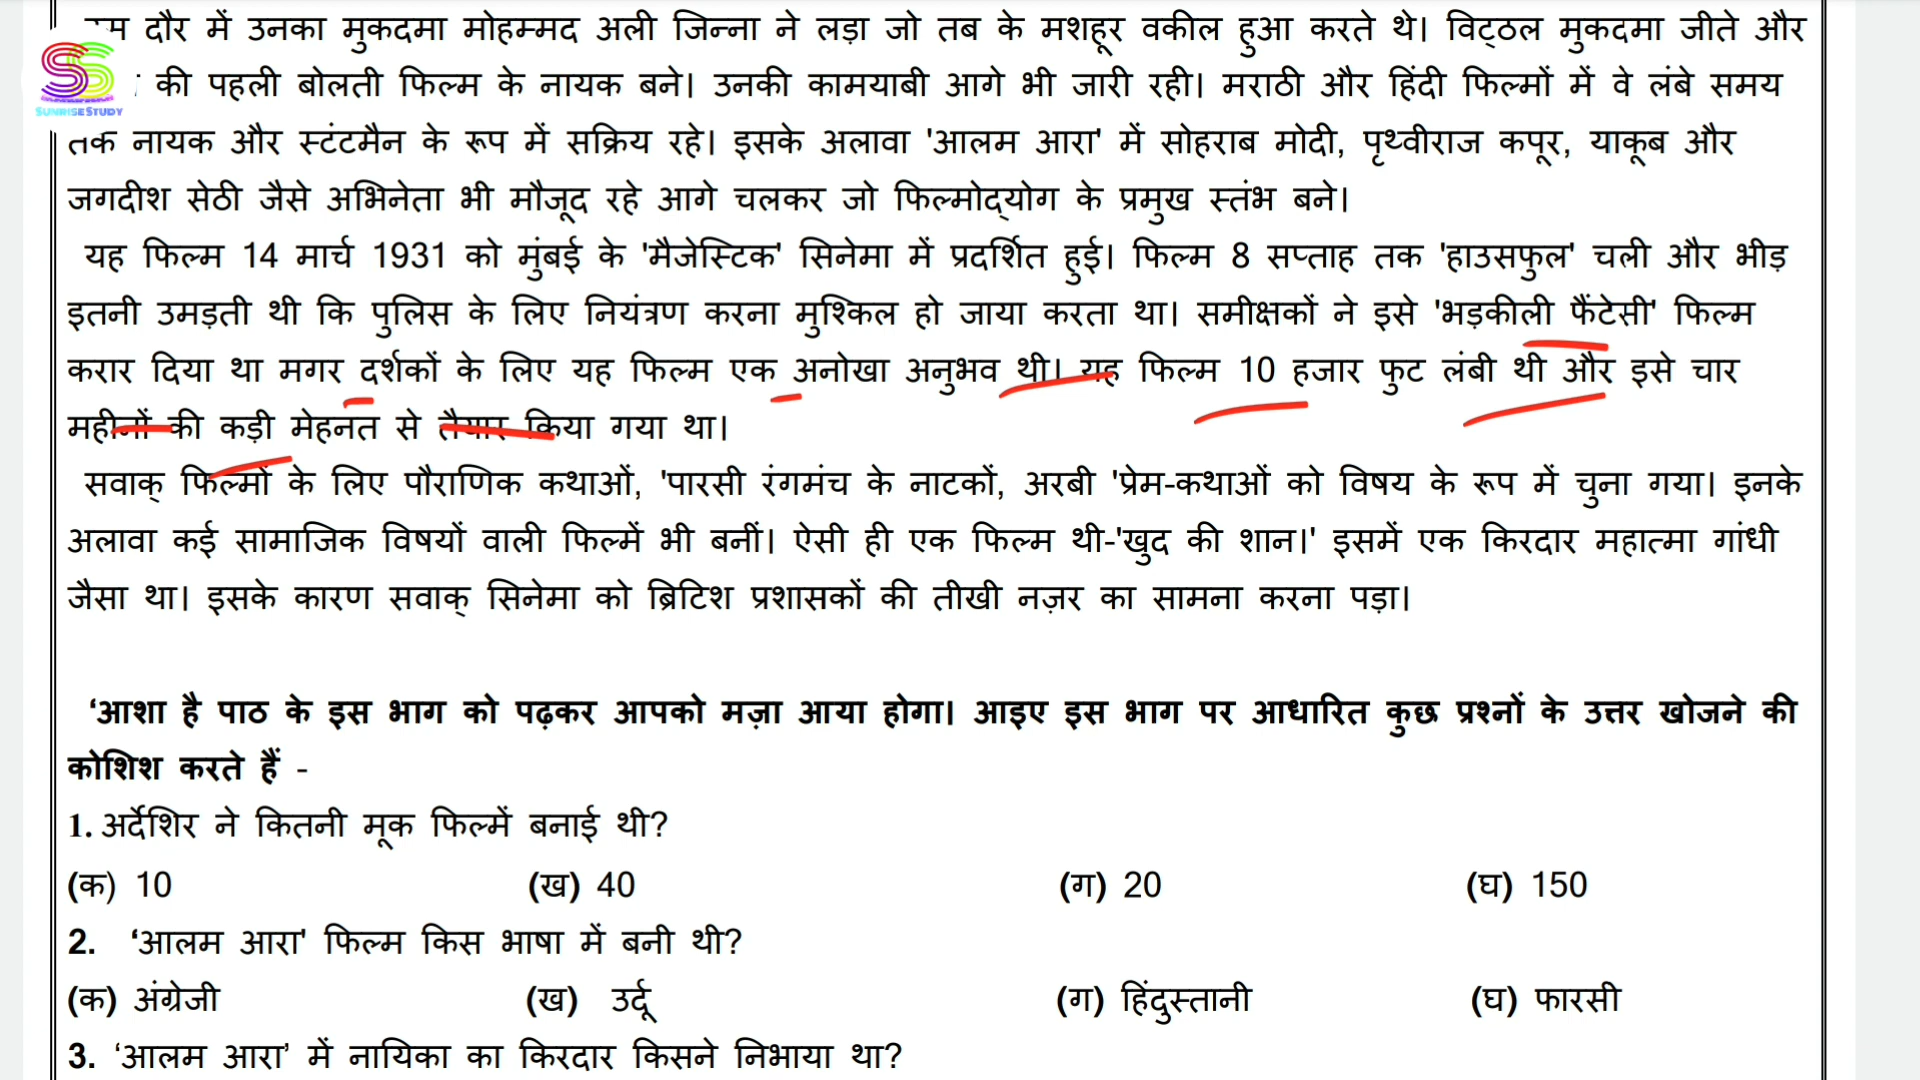 दौर में उनका मुकदमा मोहम्मद अली जिन्ना ने लड़ा जो तब के मशहूर वकील हुआ करते थे। विट्ठल मुकदमा जीते और
की पहली बोलती फिल्म के नायक बने। उनकी कामयाबी आगे भी जारी रही। मराठी और हिंदी फिल्मों में वे लंबे समय
SUNRISE STUDY
तक नायक और स्टंटमैन के रूप में सक्रिय रहे। इसके अलावा 'आलम आरा' में सोहराब मोदी, पृथ्वीराज कपूर, याकूब और
जगदीश सेठी जैसे अभिनेता भी मौजूद रहे आगे चलकर जो फिल्मोद्योग के प्रमुख स्तंभ बने।
यह फिल्म 14 मार्च 1931 को मुंबई के 'मैजेस्टिक' सिनेमा में प्रदर्शित हुई। फिल्म 8 सप्ताह तक 'हाउसफुल' चली और भीड़
इतनी उमड़ती थी कि पुलिस के लिए नियंत्रण करना मुश्किल हो जाया करता था। समीक्षकों ने इसे 'भड़कीली फैंटेसी' फिल्म
करार दिया था मगर दर्शकों के लिए यह फिल्म एक अनोखा अनुभव थी। यह फिल्म 10 हजार फुट लंबी थी और इसे चार
महीनों की कड़ी मेहनत से तैयार किया गया था।
सवाक् फिल्मों के लिए पौराणिक कथाओं, 'पारसी रंगमंच के नाटकों, अरबी 'प्रेम-कथाओं को विषय के रूप में चुना गया। इनके
अलावा कई सामाजिक विषयों वाली फिल्में भी बनीं। ऐसी ही एक फिल्म थी-'खुद की शान।' इसमें एक किरदार महात्मा गांधी
जैसा था। इसके कारण सवाक् सिनेमा को ब्रिटिश प्रशासकों की तीखी नज़र का सामना करना पड़ा।
‘आशा है पाठ के इस भाग को पढ़कर आपको मज़ा आया होगा। आइए इस भाग पर आधारित कुछ प्रश्नों के उत्तर खोजने की
कोशिश करते हैं -
1. अर्देशिर ने कितनी मूक फिल्में बनाई थी?
(क) 10 (ख) 40 (ग) 20 (घ) 150
2. ‘आलम आरा' फिल्म किस भाषा में बनी थी?
(क) अंग्रेजी (ख) उर्दू (ग) हिंदुस्तानी (घ) फारसी
3. ‘आलम आरा’ में नायिका का किरदार किसने निभाया था?